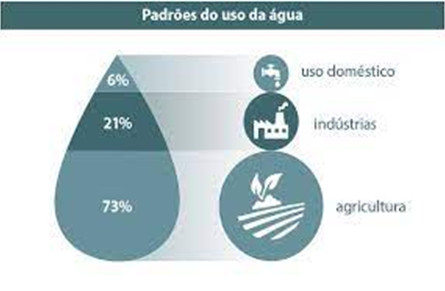 Padrões do uso da água
6%
uso doméstico
21%
indústrias
73%
agricultura